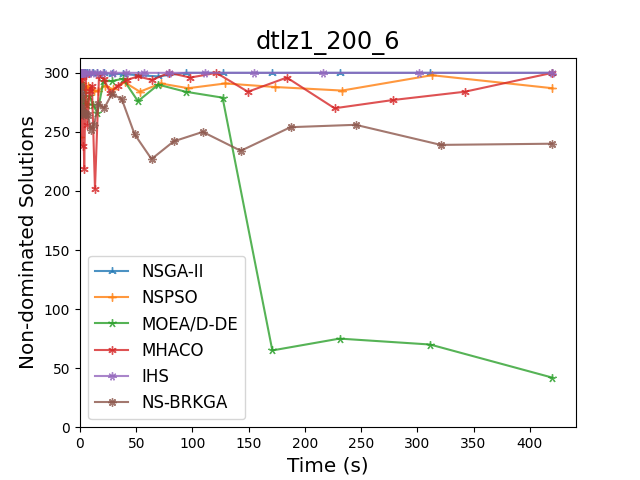 dtlz1_200_6
Non-dominated Solutions
300
250
200
150
100
50
0
NSGA-II
NSPSO
MOEA/D-DE
MHACO
IHS
NS-BRKGA
0 50 100 150 200 250 300 350 400
Time (s)